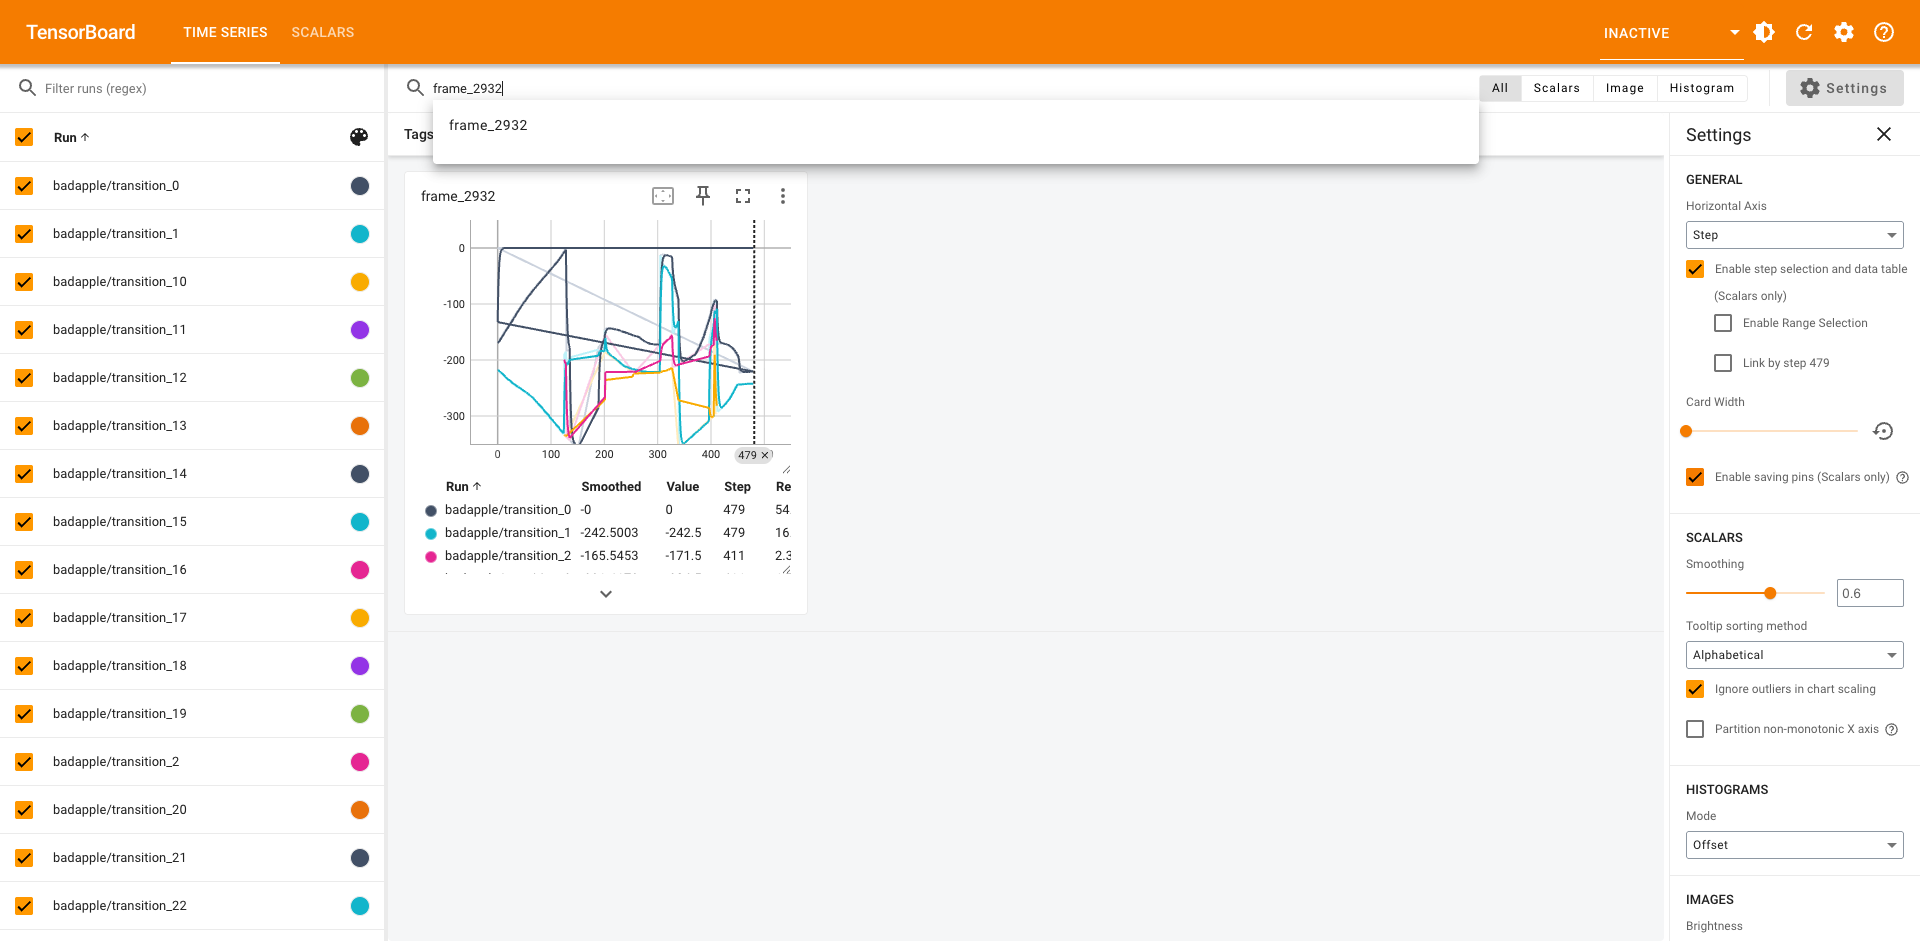 TensorBoard
TIME SERIES
SCALARS
INACTIVE
Filter runs (regex)
Run
badapple/transition_0
badapple/transition_1
badapple/transition_10
badapple/transition_11
badapple/transition_12
badapple/transition_13
badapple/transition_14
badapple/transition_15
badapple/transition_16
badapple/transition_17
badapple/transition_18
badapple/transition_19
badapple/transition_2
badapple/transition_20
badapple/transition_21
badapple/transition_22
frame_2932
All Scalars Image Histogram
Settings
frame_2932
Tags
frame_2932
0
-100
-200
-300
0 100 200 300 400 479
Run Smoothed Value Step Re
badapple/transition_0 -0 0 479 54
badapple/transition_1 -242.5003 -242.5 479 16
badapple/transition_2 -165.5453 -171.5 411 2.3
Settings
GENERAL
Horizontal Axis
Step
Enable step selection and data table
(Scalars only)
Enable Range Selection
Link by step 479
Card Width
Enable saving pins (Scalars only)
SCALARS
Smoothing
0.6
Tooltip sorting method
Alphabetical
Ignore outliers in chart scaling
Partition non-monotonic X axis
HISTOGRAMS
Mode
Offset
IMAGES
Brightness